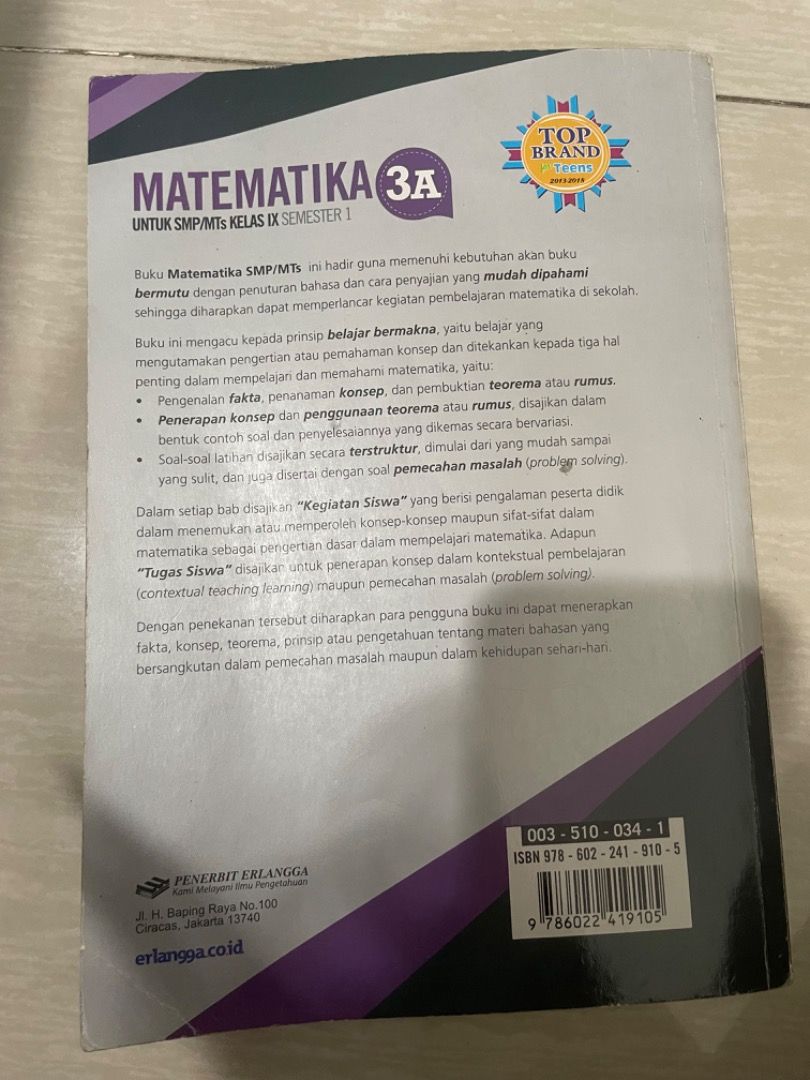 MATEMATIKA 3A
UNTUK SMP/MTs KELAS IX SEMESTER 1
TOP
BRAND
Teens
2013-2018
Buku Matematika SMP/MTs ini hadir guna memenuhi kebutuhan akan buku
bermutu dengan penuturan bahasa dan cara penyajian yang mudah dipahami
sehingga diharapkan dapat memperlancar kegiatan pembelajaran matematika di sekolah.
Buku ini mengacu kepada prinsip belajar bermakna, yaitu belajar yang
mengutamakan pengertian atau pemahaman konsep dan ditekankan kepada tiga hal
penting dalam mempelajari dan memahami matematika, yaitu:
• Pengenalan fakta, penanaman konsep, dan pembuktian teorema atau rumus.
• Penerapan konsep dan penggunaan teorema atau rumus, disajikan dalam
bentuk contoh soal dan penyelesaiannya yang dikemas secara bervariasi.
• Soal-soal latihan disajikan secara terstruktur, dimulai dari yang mudah sampai
yang sulit, dan juga disertai dengan soal pemecahan masalah (problem solving).
Dalam setiap bab disajikan “Kegiatan Siswa” yang berisi pengalaman peserta didik
dalam menemukan atau memperoleh konsep-konsep maupun sifat-sifat dalam
matematika sebagai pengertian dasar dalam mempelajari matematika. Adapun
“Tugas Siswa” disajikan untuk penerapan konsep dalam kontekstual pembelajaran
(contextual teaching learning) maupun pemecahan masalah (problem solving).
Dengan penekanan tersebut diharapkan para pengguna buku ini dapat menerapkan
fakta, konsep, teorema, prinsip atau pengetahuan tentang materi bahasan yang
bersangkutan dalam pemecahan masalah maupun dalam kehidupan sehari-hari.
PENERBIT ERLANGGA
Kami Melayani Ilmu Pengetahuan
Jl. H. Baping Raya No.100
Ciracas, Jakarta 13740
erlangga.co.id
003 - 510 - 034 - 1
ISBN 978 - 602 - 241 - 910 - 5
9 786022 419105